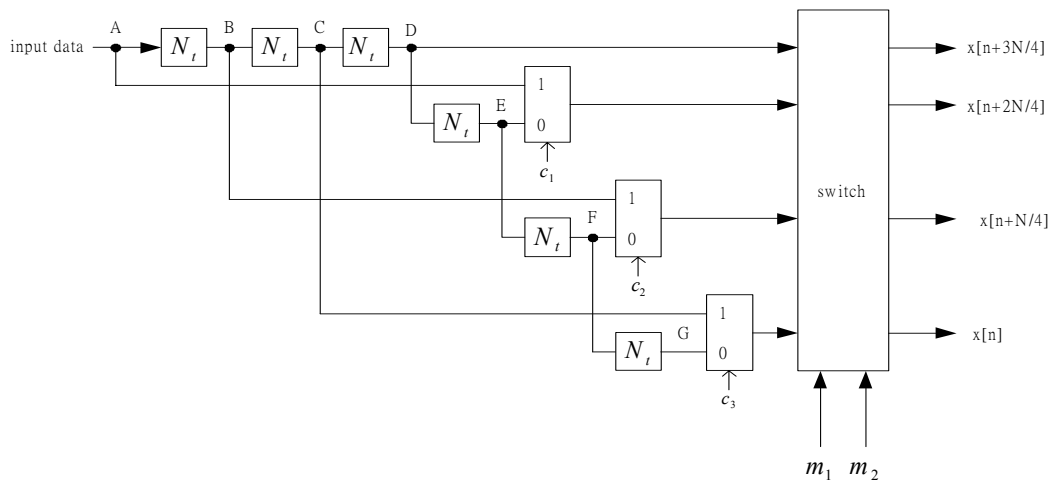 A
B
C
D
input data
N_t
N_t
N_t
x[n+3N/4]
1
E
x[n+2N/4]
N_t
0
c_1
switch
1
F
x[n+N/4]
N_t
0
c_2
1
G
x[n]
N_t
0
c_3
m_1
m_2